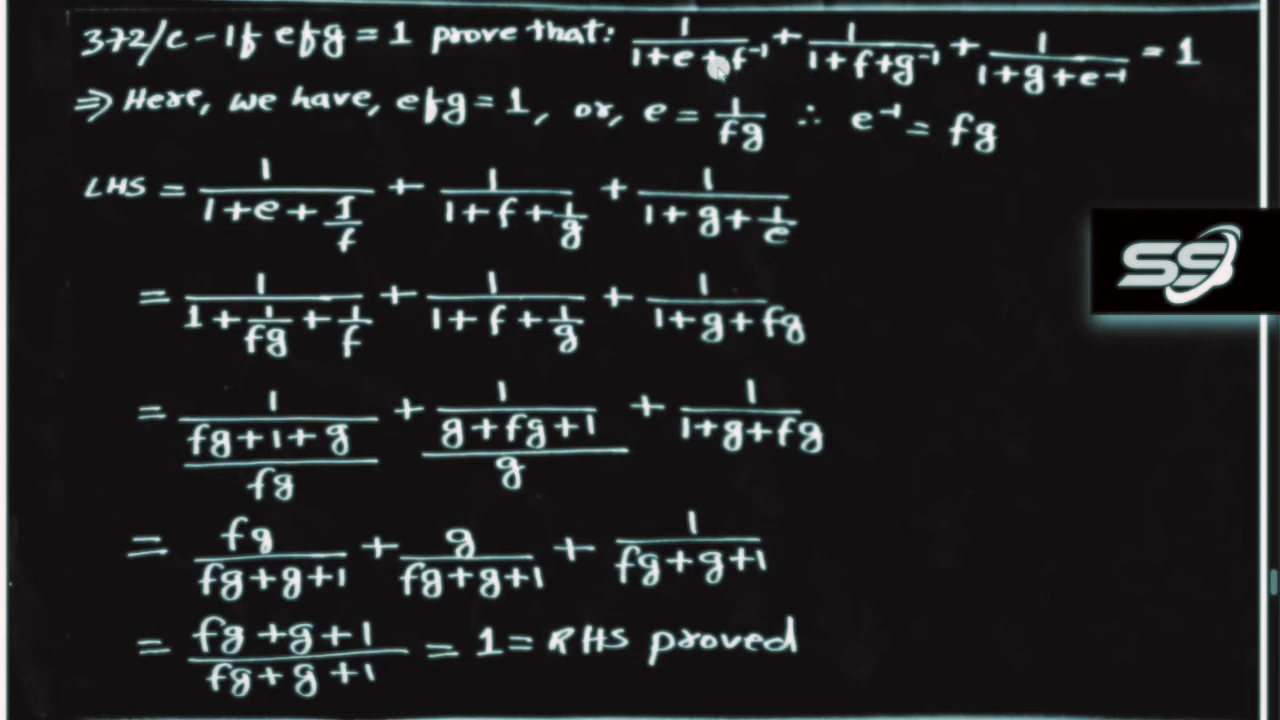 372/c - If efg = 1 prove that: 1/(1+e+f⁻¹) + 1/(1+f+g⁻¹) + 1/(1+g+e⁻¹) = 1
⇒ Here, we have, efg = 1, or, e = 1/fg ∴ e⁻¹ = fg
LHS = 1/(1+e+1/f) + 1/(1+f+1/g) + 1/(1+g+1/e)
= 1/(1+1/fg+1/f) + 1/(1+f+1/g) + 1/(1+g+fg)
= 1/((fg+1+g)/fg) + 1/((g+fg+1)/g) + 1/(1+g+fg)
= fg/(fg+g+1) + g/(fg+g+1) + 1/(fg+g+1)
= (fg+g+1)/(fg+g+1) = 1 = RHS proved
SS